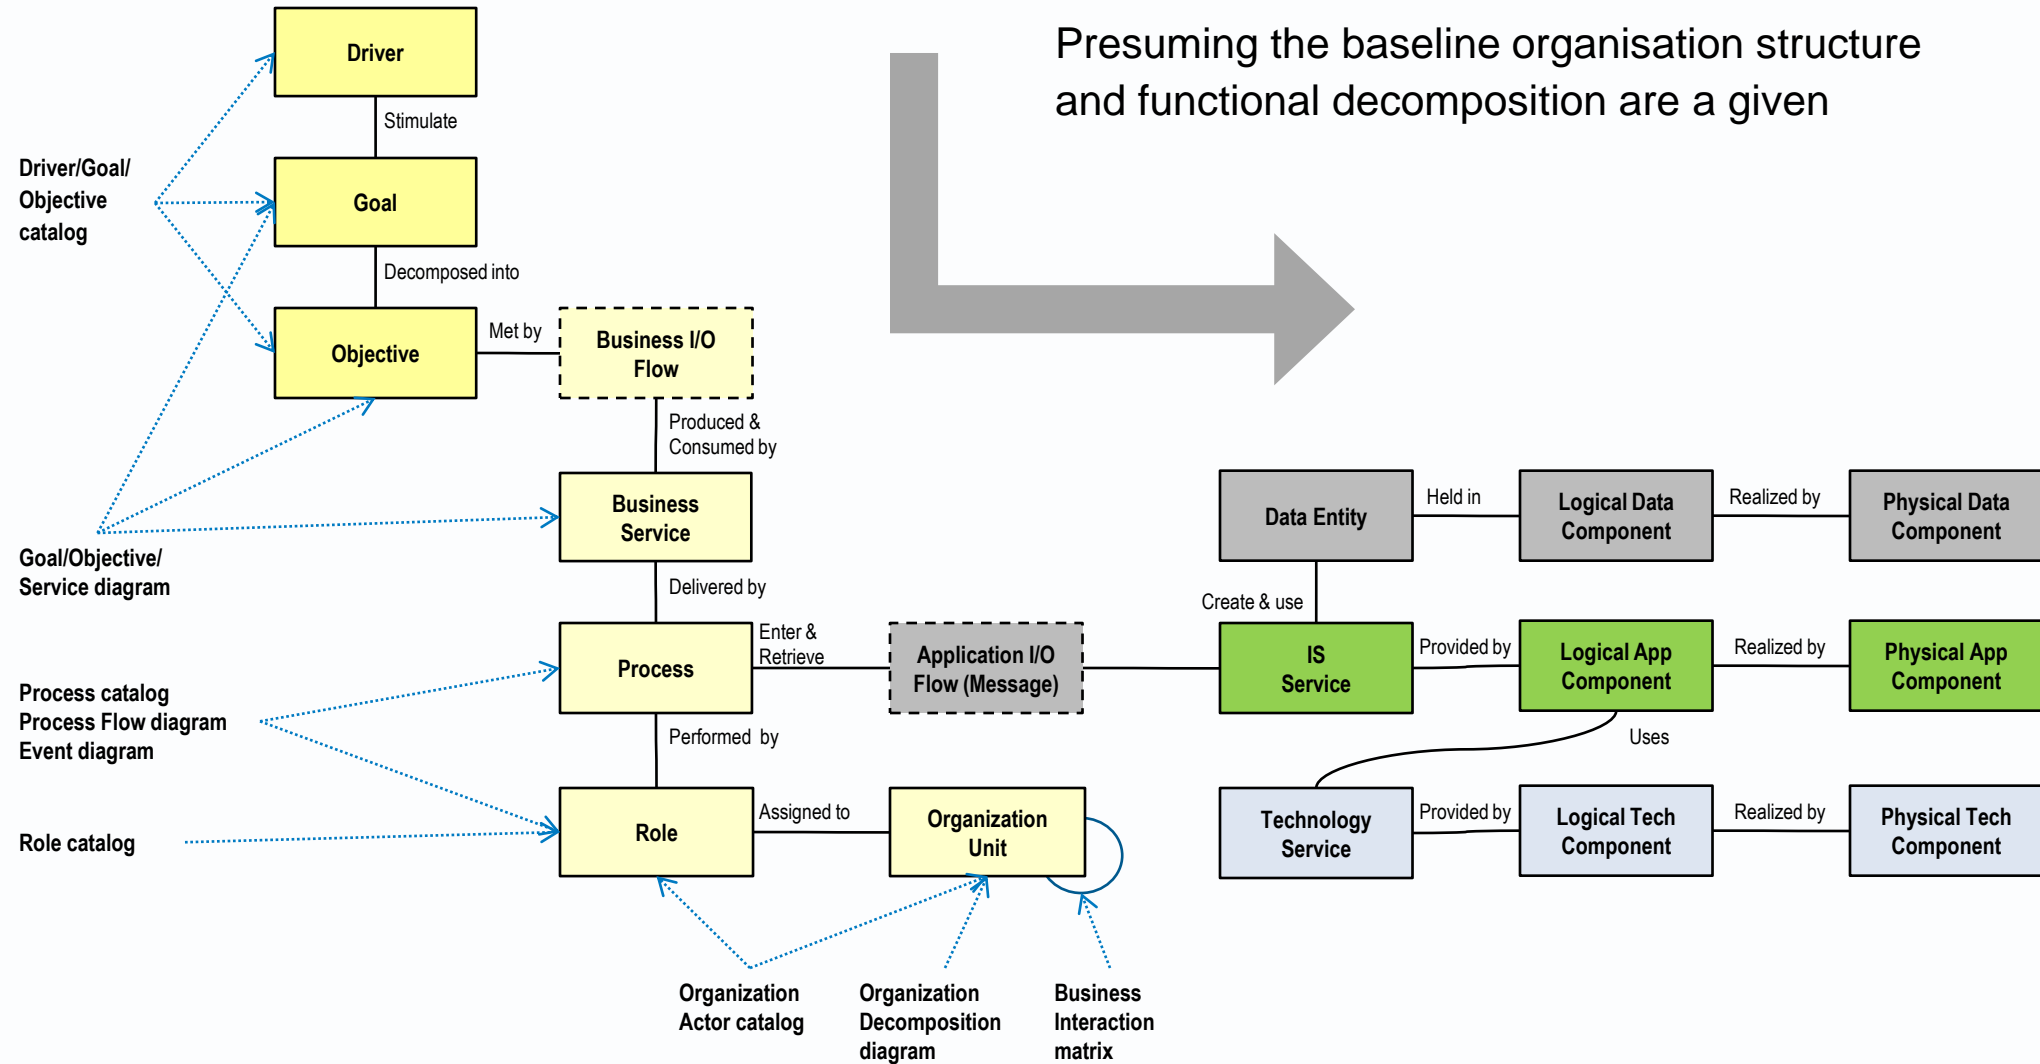 Presuming the baseline organisation structure
and functional decomposition are a given
Driver
Stimulate
Driver/Goal/
Objective
catalog
Goal
Decomposed into
Objective
Met by
Business I/O
Flow
Produced &
Consumed by
Business
Service
Goal/Objective/
Service diagram
Delivered by
Data Entity
Held in
Logical Data
Component
Realized by
Physical Data
Component
Create & use
Process
Enter &
Retrieve
Application I/O
Flow (Message)
IS
Service
Provided by
Logical App
Component
Realized by
Physical App
Component
Process catalog
Process Flow diagram
Event diagram
Performed by
Uses
Role catalog
Role
Assigned to
Organization
Unit
Technology
Service
Provided by
Logical Tech
Component
Realized by
Physical Tech
Component
Organization
Actor catalog
Organization
Decomposition
diagram
Business
Interaction
matrix